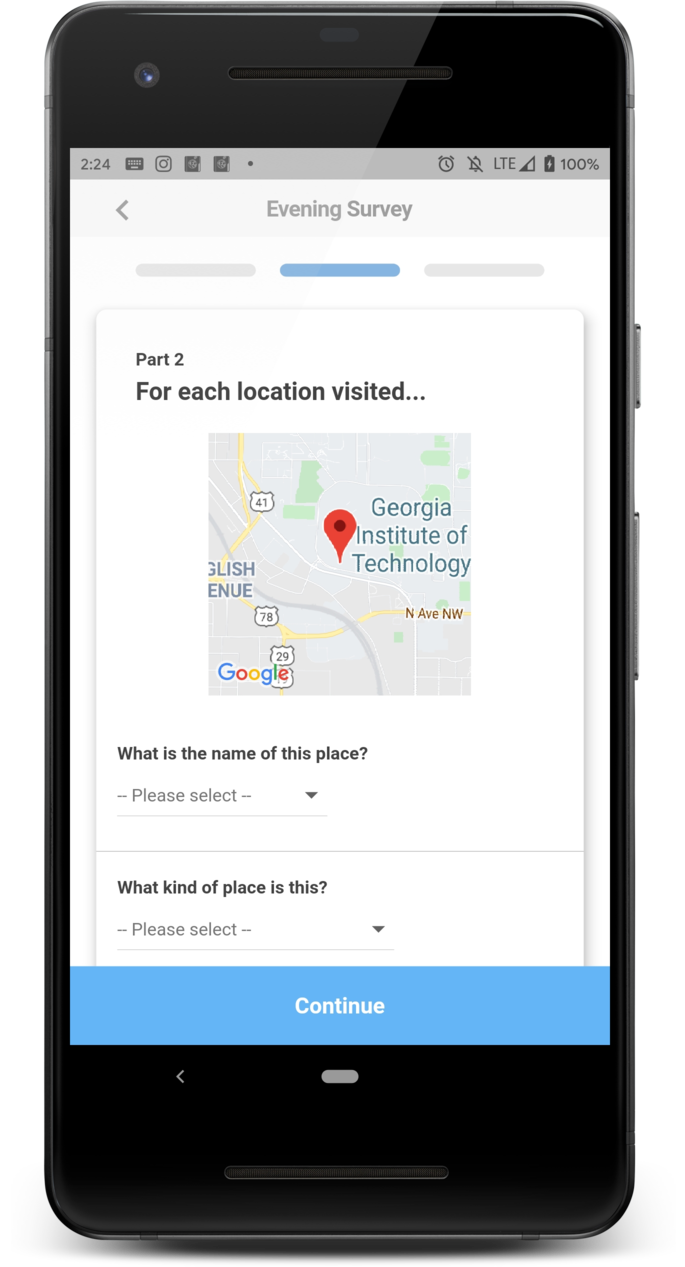 2:24
LTE
100%
Evening Survey
Part 2
For each location visited...
41
Georgia
Institute of
Technology
GLISH
ENUE
78
N Ave NW
29
Google
What is the name of this place?
-- Please select --
What kind of place is this?
-- Please select --
Continue